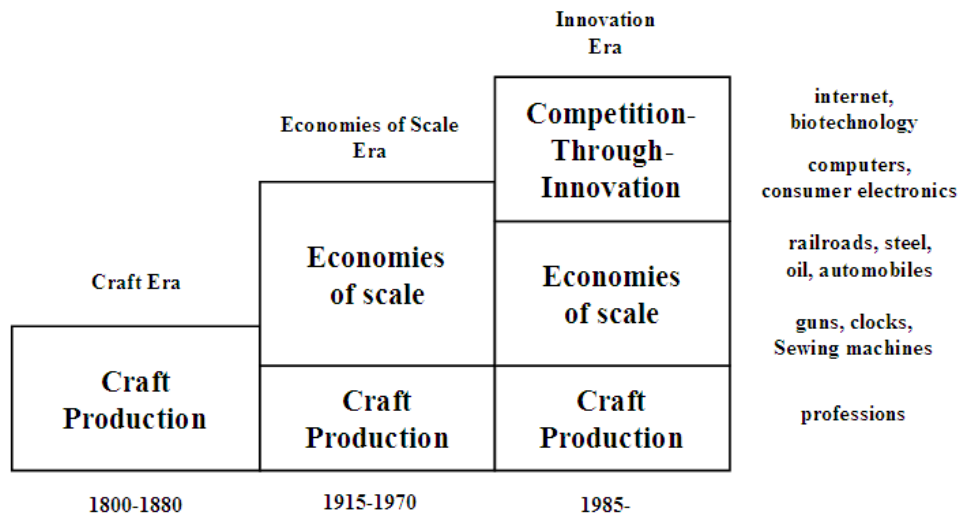 Innovation
Era
Competition-
Through-
Innovation
internet,
biotechnology
Economies of Scale
Era
computers,
consumer electronics
Economies
of scale
Economies
of scale
railroads, steel,
oil, automobiles
Craft Era
guns, clocks,
Sewing machines
Craft
Production
Craft
Production
Craft
Production
professions
1800-1880
1915-1970
1985-